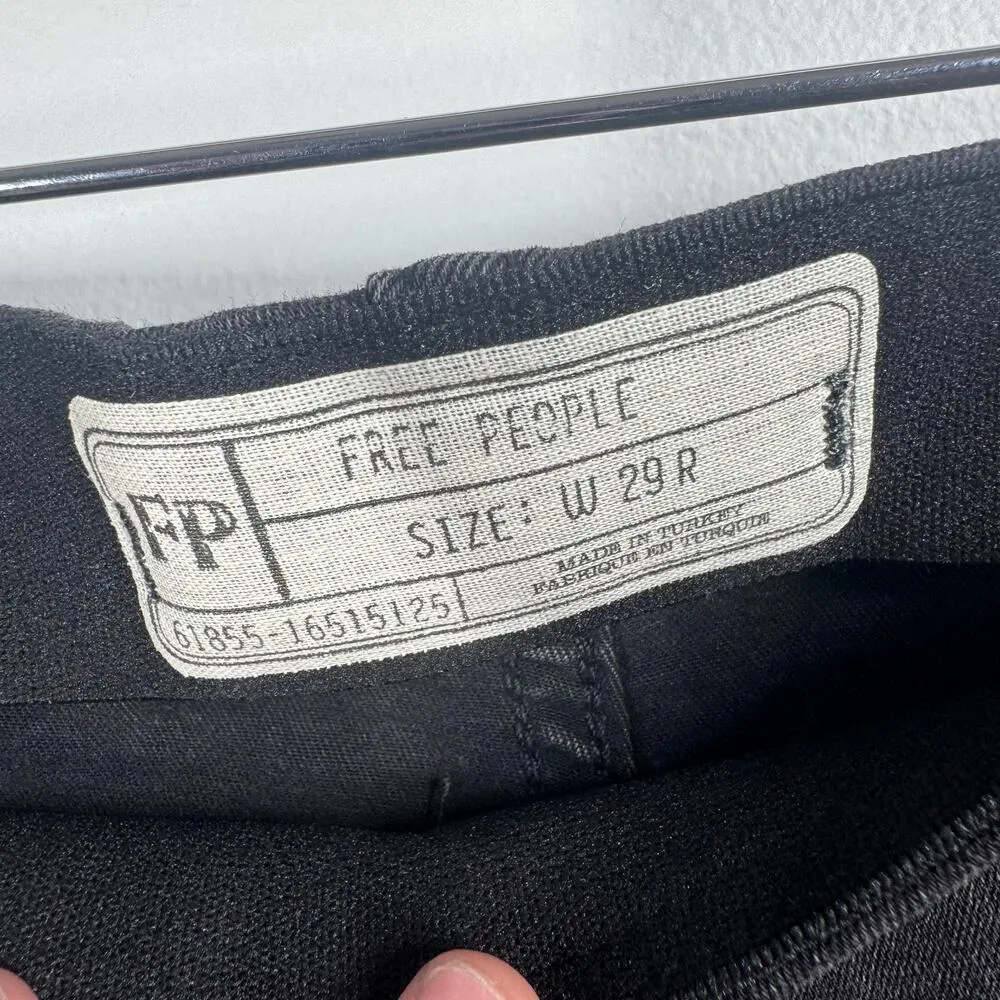 FREE PEOPLE
FP
SIZE: W 29 R
MADE IN TURKEY
FABRIQUE EN TURQUIE
61855-16515125